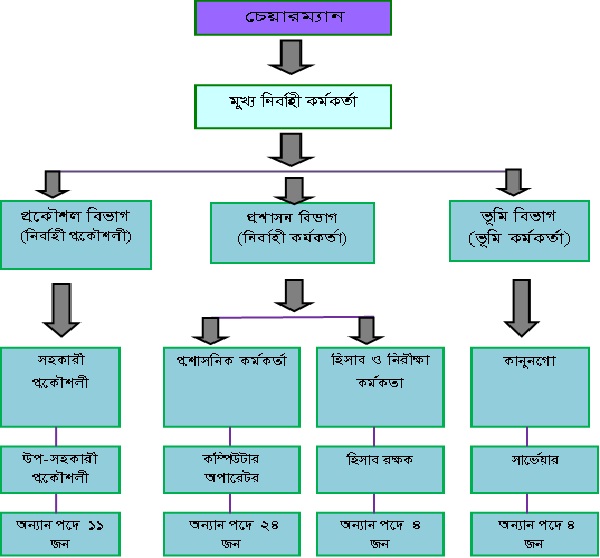 চেয়ারম্যান
মুখ্য নির্বাহী কর্মকর্তা
প্রকৌশল বিভাগ
(নির্বাহী প্রকৌশলী)
প্রশাসন বিভাগ
(নির্বাহী কর্মকর্তা)
ভূমি বিভাগ
(ভূমি কর্মকর্তা)
সহকারী
প্রকৌশলী
প্রশাসনিক কর্মকর্তা
হিসাব ও নিরীক্ষা
কর্মকতা
কানুনগো
উপ-সহকারী
প্রকৌশলী
কম্পিউটার
অপারেটর
হিসাব রক্ষক
সার্ভেয়ার
অন্যান পদে ১১
জন
অন্যান পদে ২৪
জন
অন্যান পদে ৪
জন
অন্যান পদে ৪
জন